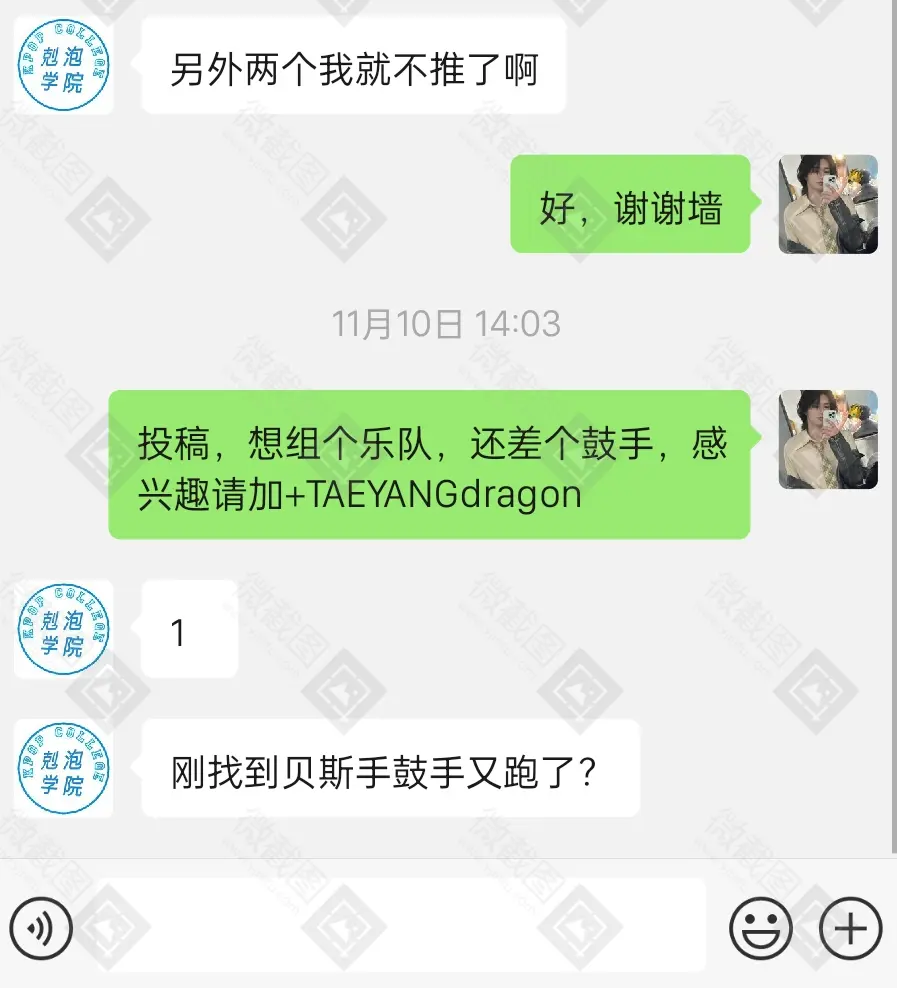 KPOP COLLEGE
剋泡
学院
另外两个我就不推了啊
好，谢谢墙
11月10日 14:03
投稿，想组个乐队，还差个鼓手，感
兴趣请加+TAEYANGdragon
KPOP COLLEGE
剋泡
学院
1
KPOP COLLEGE
剋泡
学院
刚找到贝斯手鼓手又跑了？
微截图